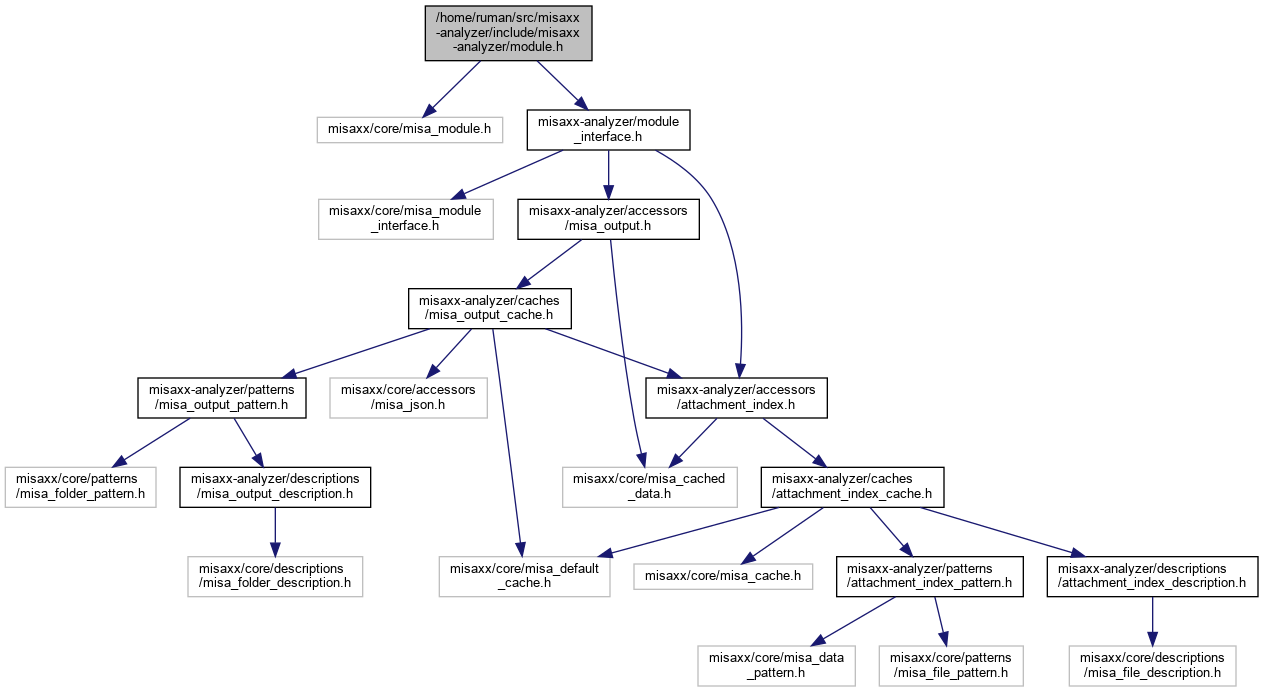 /home/ruman/src/misaxx
-analyzer/include/misaxx
-analyzer/module.h
misaxx/core/misa_module.h
misaxx-analyzer/module
_interface.h
misaxx/core/misa_module
_interface.h
misaxx-analyzer/accessors
/misa_output.h
misaxx-analyzer/caches
/misa_output_cache.h
misaxx-analyzer/patterns
/misa_output_pattern.h
misaxx/core/accessors
/misa_json.h
misaxx-analyzer/accessors
/attachment_index.h
misaxx/core/patterns
/misa_folder_pattern.h
misaxx-analyzer/descriptions
/misa_output_description.h
misaxx/core/misa_cached
_data.h
misaxx-analyzer/caches
/attachment_index_cache.h
misaxx/core/descriptions
/misa_folder_description.h
misaxx/core/misa_default
_cache.h
misaxx/core/misa_cache.h
misaxx-analyzer/patterns
/attachment_index_pattern.h
misaxx-analyzer/descriptions
/attachment_index_description.h
misaxx/core/misa_data
_pattern.h
misaxx/core/patterns
/misa_file_pattern.h
misaxx/core/descriptions
/misa_file_description.h